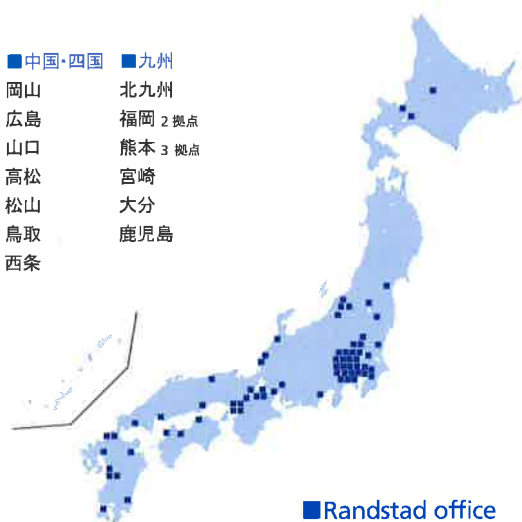 ■中国・四国
岡山
広島
山口
高松
松山
鳥取
西条
■九州
北九州
福岡 2 拠点
熊本 3 拠点
宮崎
大分
鹿児島
■Randstad office